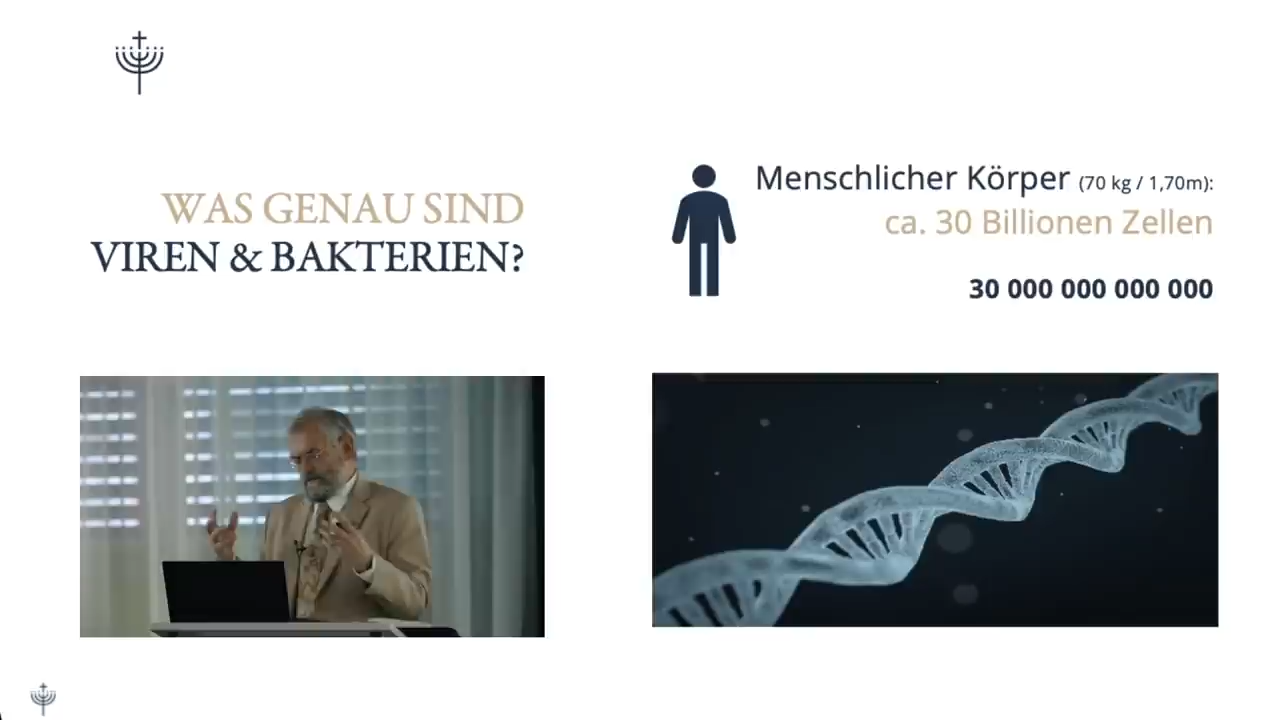 WAS GENAU SIND
VIREN & BAKTERIEN?
Menschlicher Körper (70 kg / 1,70m):
ca. 30 Billionen Zellen
30 000 000 000 000